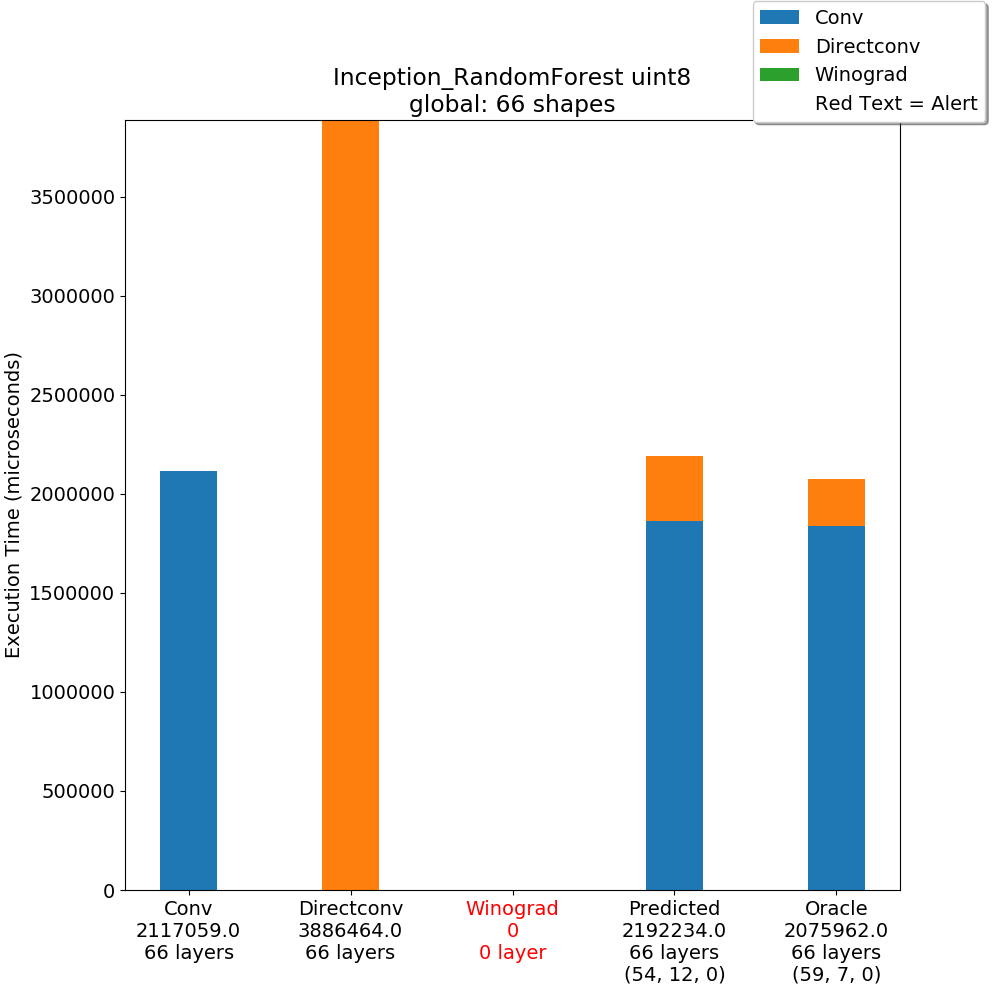 Conv
Directconv
Winograd
Red Text = Alert
Inception_RandomForest uint8
global: 66 shapes
Execution Time (microseconds)
3500000
3000000
2500000
2000000
1500000
1000000
500000
0
Conv
2117059.0
66 layers
Directconv
3886464.0
66 layers
Winograd
0
0 layer
Predicted
2192234.0
66 layers
(54, 12, 0)
Oracle
2075962.0
66 layers
(59, 7, 0)